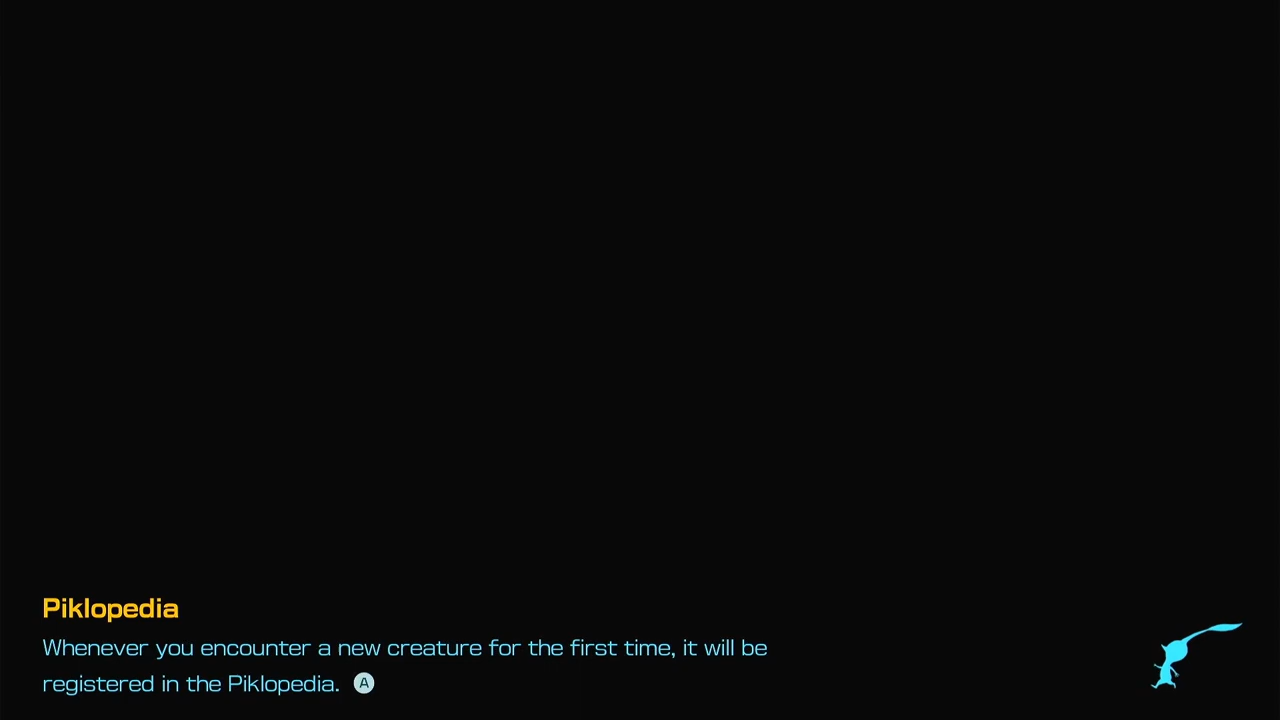 Piklopedia
Whenever you encounter a new creature for the first time, it will be
registered in the Piklopedia. A